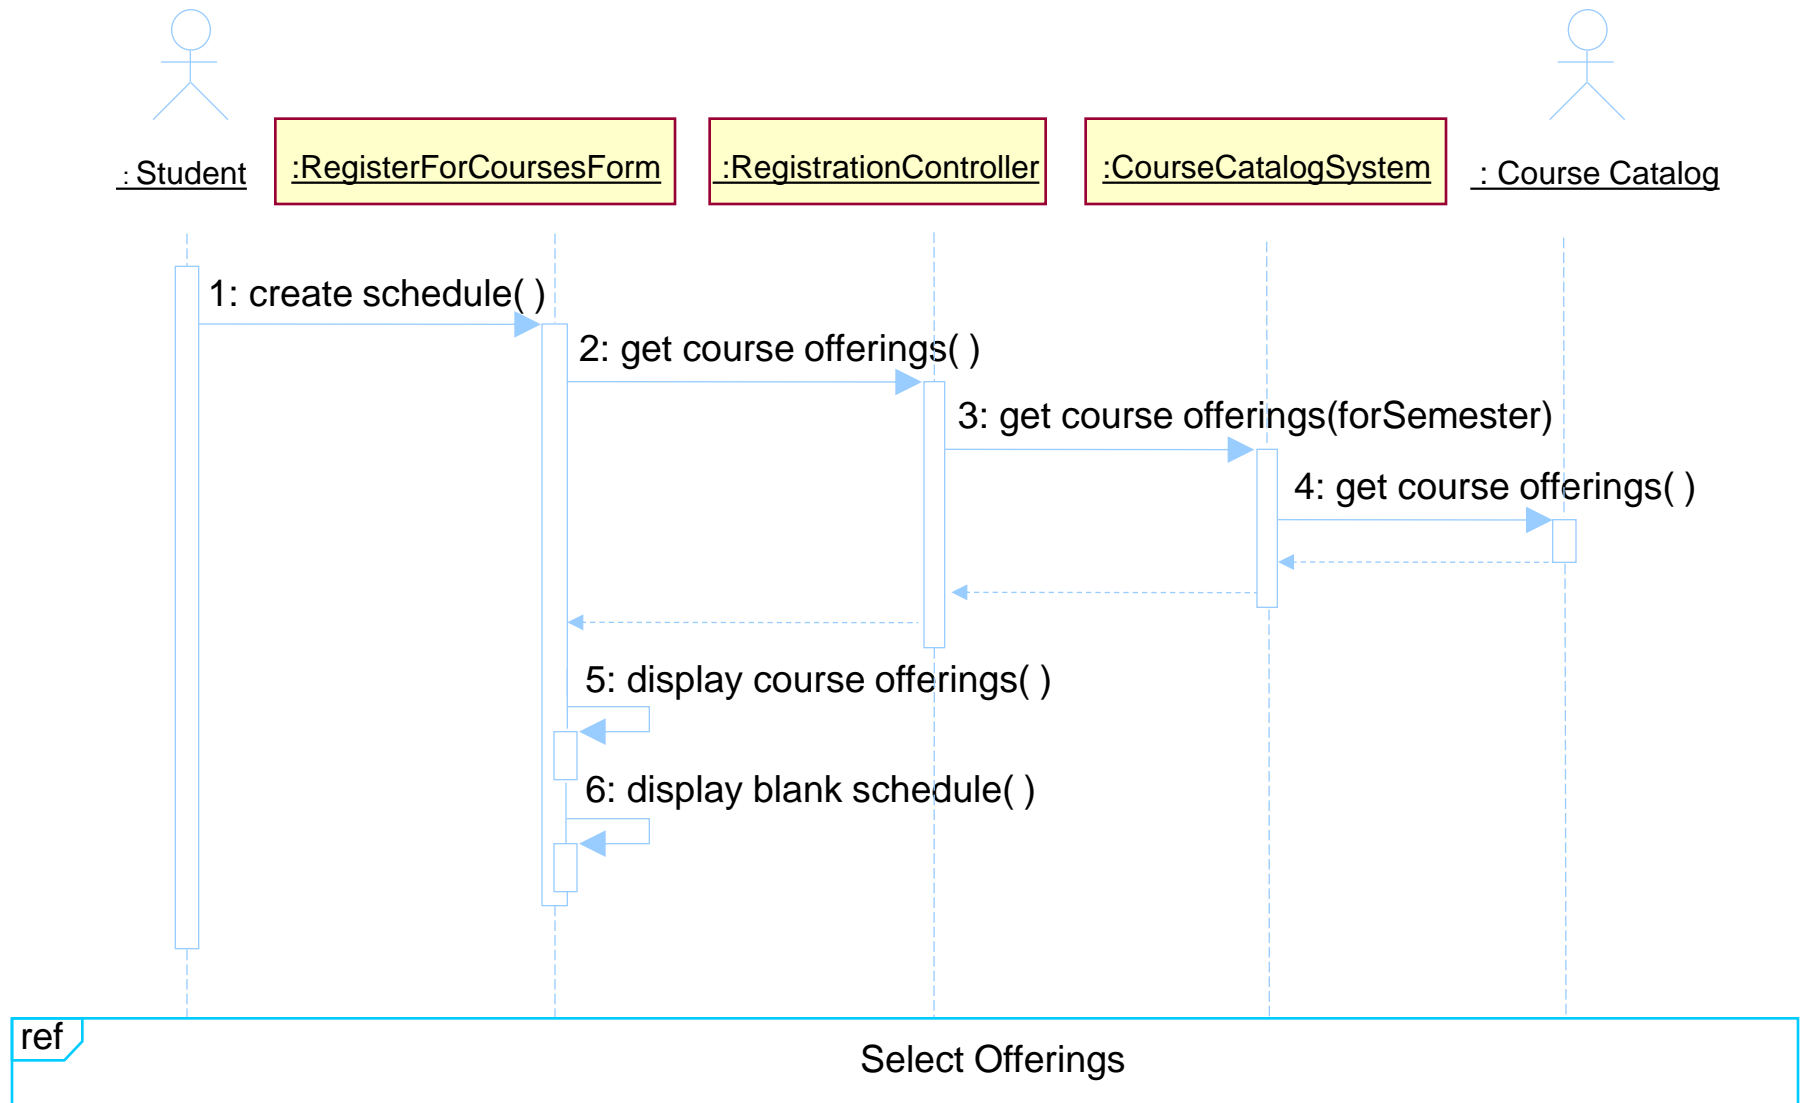 : Student
:RegisterForCoursesForm
:RegistrationController
:CourseCatalogSystem
: Course Catalog
1: create schedule( )
2: get course offerings( )
3: get course offerings(forSemester)
4: get course offerings( )
5: display course offerings( )
6: display blank schedule( )
ref
Select Offerings